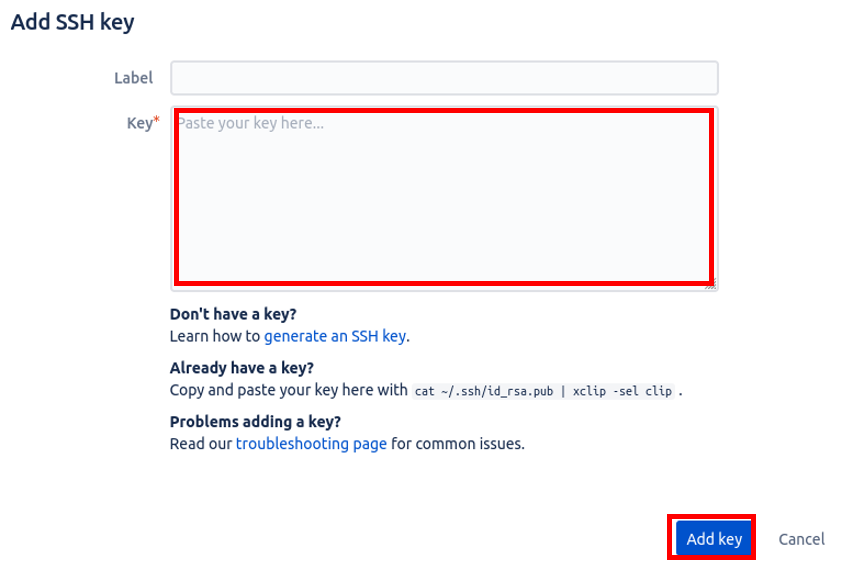 Add SSH key
Label
Key*
Paste your key here...
Don't have a key?
Learn how to generate an SSH key.
Already have a key?
Copy and paste your key here with cat ~/.ssh/id_rsa.pub | xclip -sel clip .
Problems adding a key?
Read our troubleshooting page for common issues.
Add key Cancel